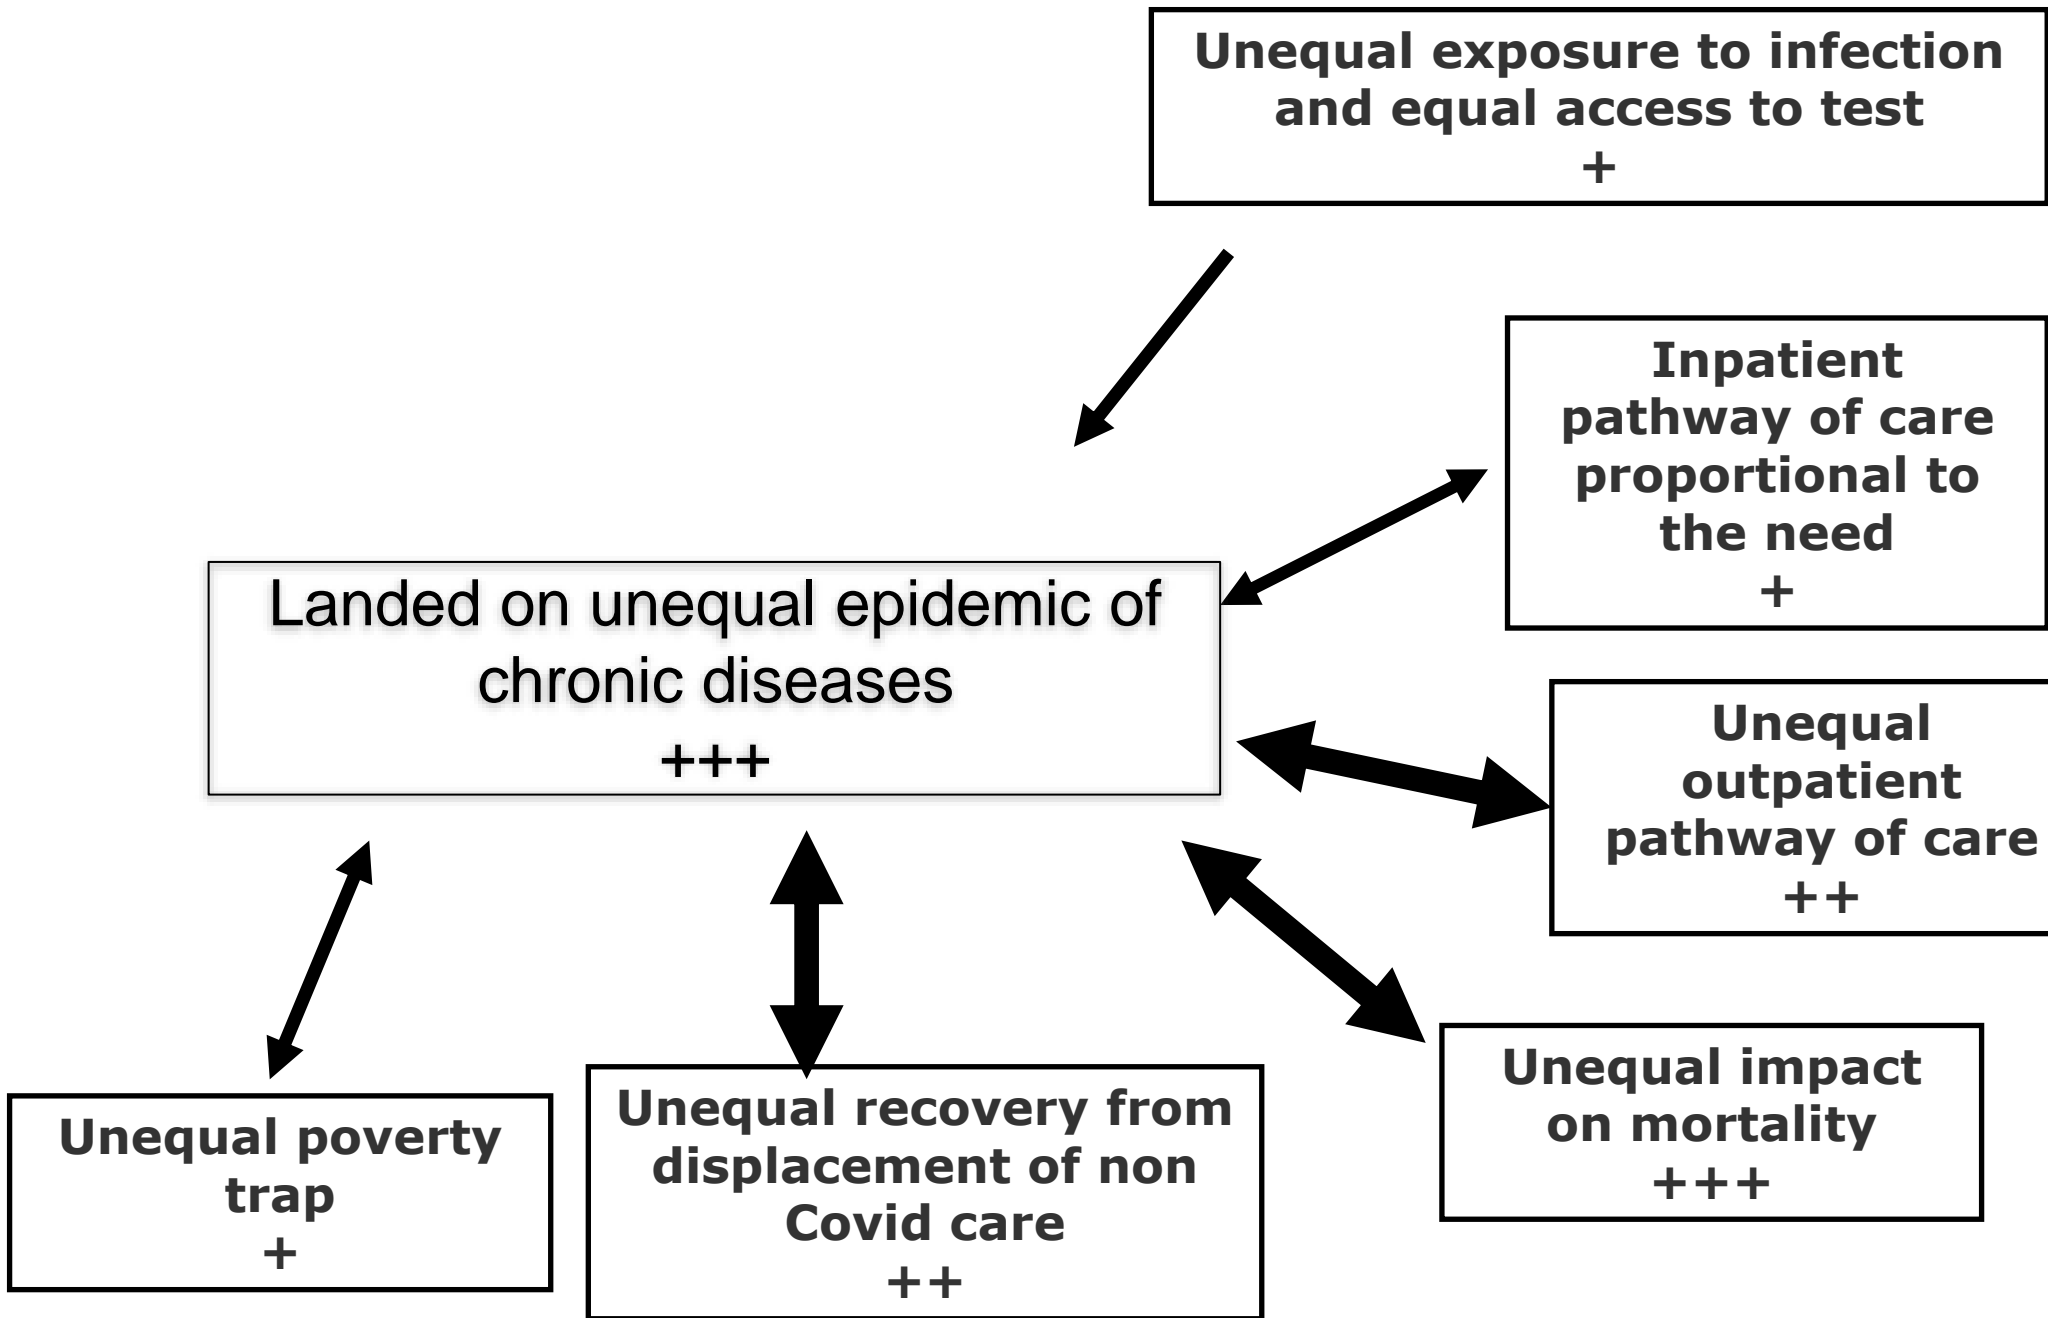 Unequal exposure to infection
and equal access to test
+
Inpatient
pathway of care
proportional to
the need
+
Landed on unequal epidemic of
chronic diseases
+++
Unequal
outpatient
pathway of care
++
Unequal impact
on mortality
+++
Unequal recovery from
displacement of non
Covid care
++
Unequal poverty
trap
+